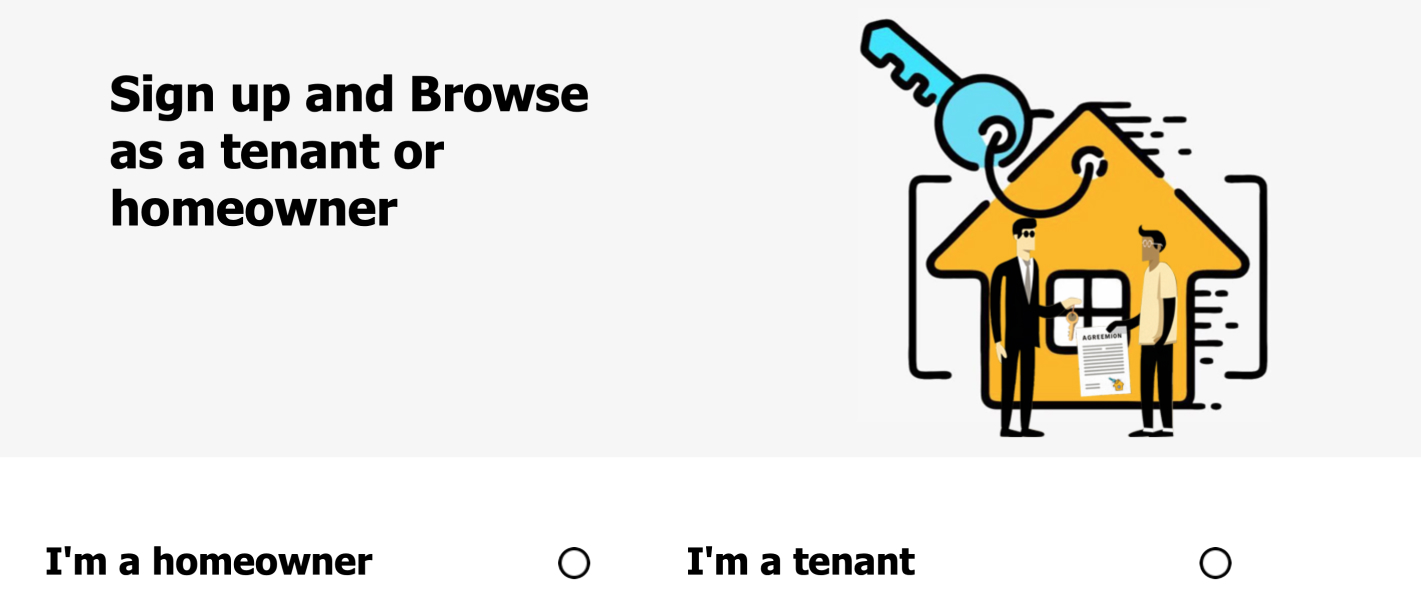 Sign up and Browse
as a tenant or
homeowner
AGREEMION
I'm a homeowner
I'm a tenant